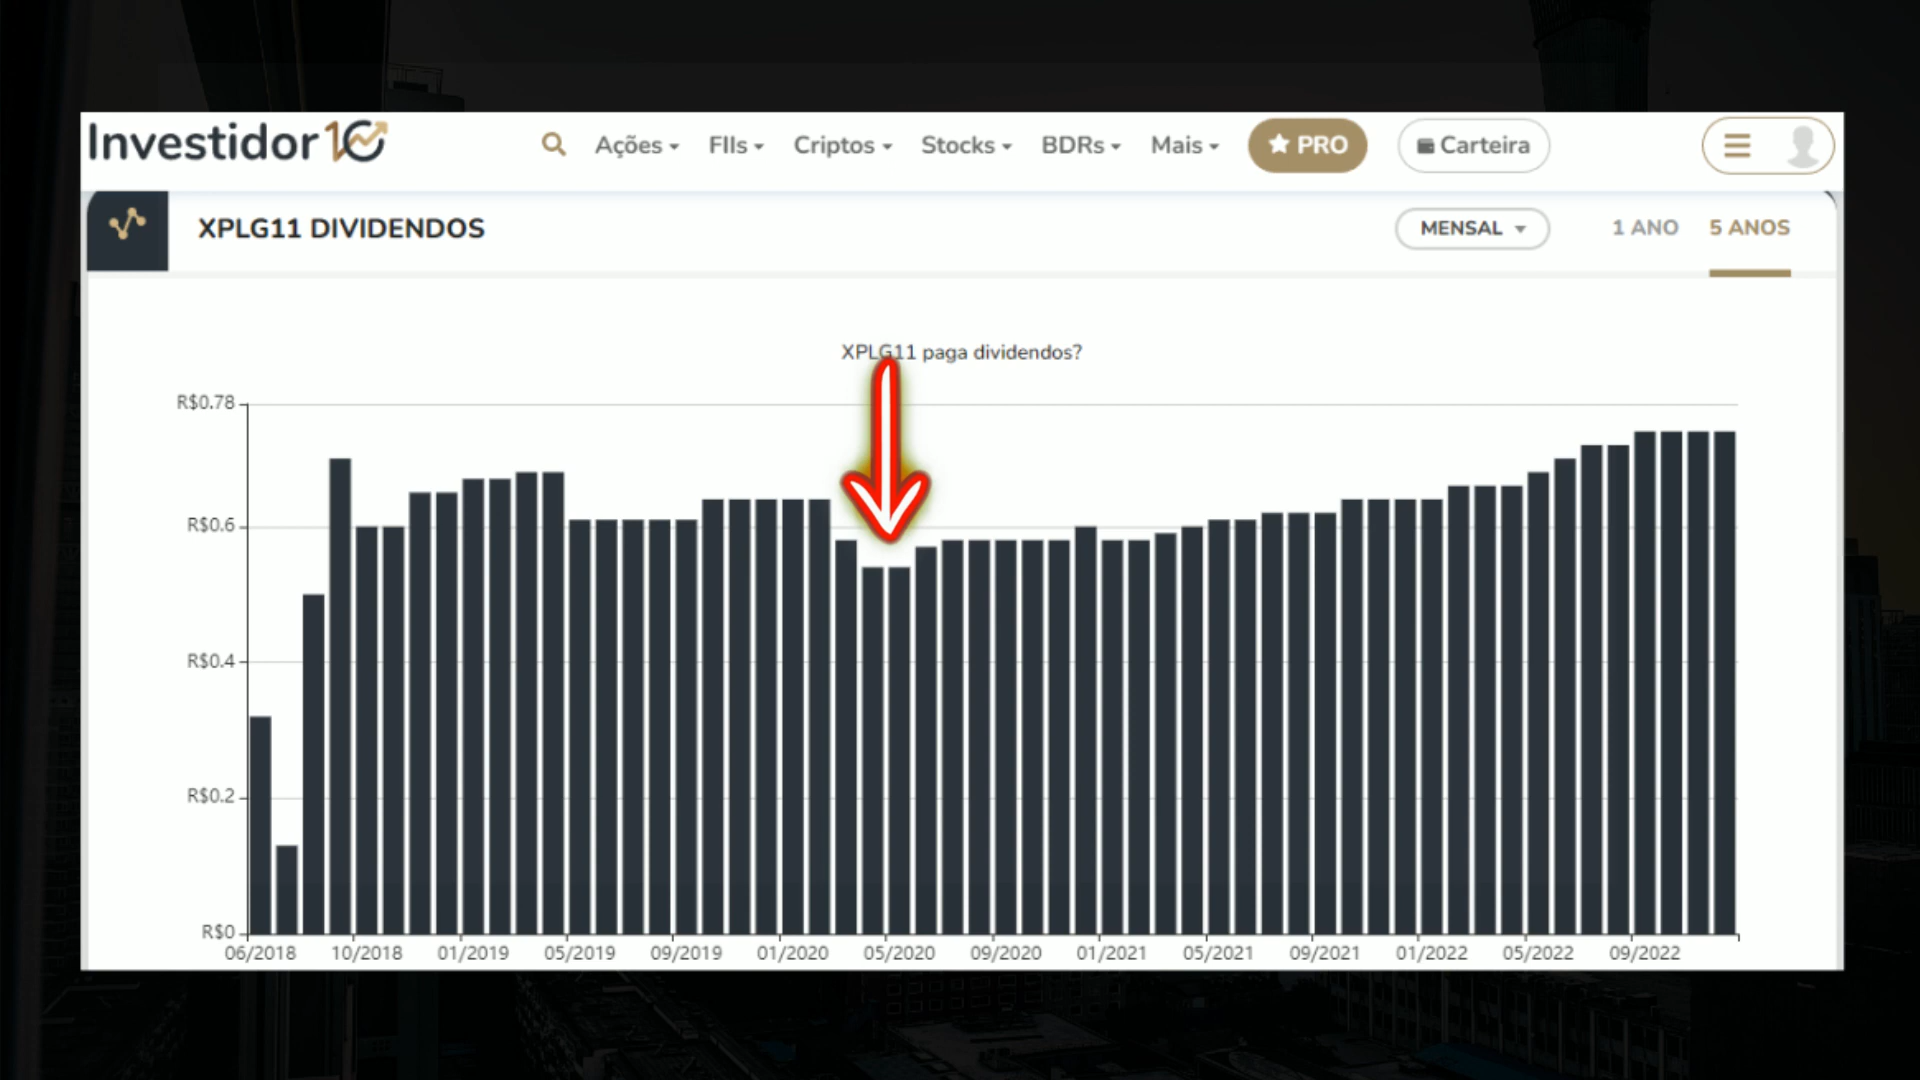 Investidor 10 Ações FIIs Criptos Stocks BDRs Mais PRO Carteira
XPLG11 DIVIDENDOS MENSAL 1 ANO 5 ANOS
XPLG11 paga dividendos?
R$0.78
R$0.6
R$0.4
R$0.2
R$0
06/2018 10/2018 01/2019 05/2019 09/2019 01/2020 05/2020 09/2020 01/2021 05/2021 09/2021 01/2022 05/2022 09/2022